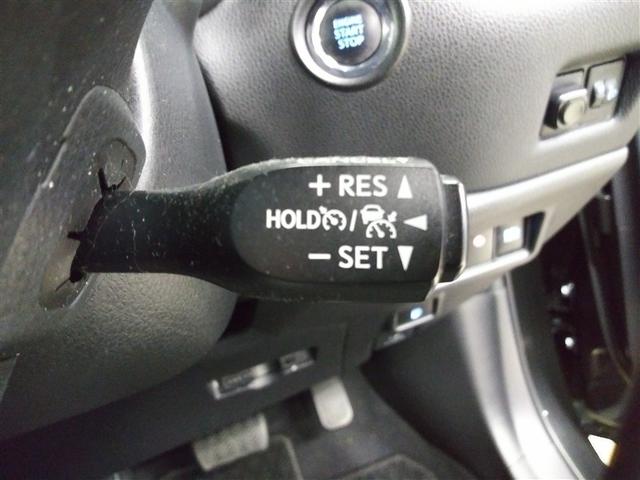 ENGINE
START
STOP
+ RES ▲
HOLD / ◀
− SET ▼